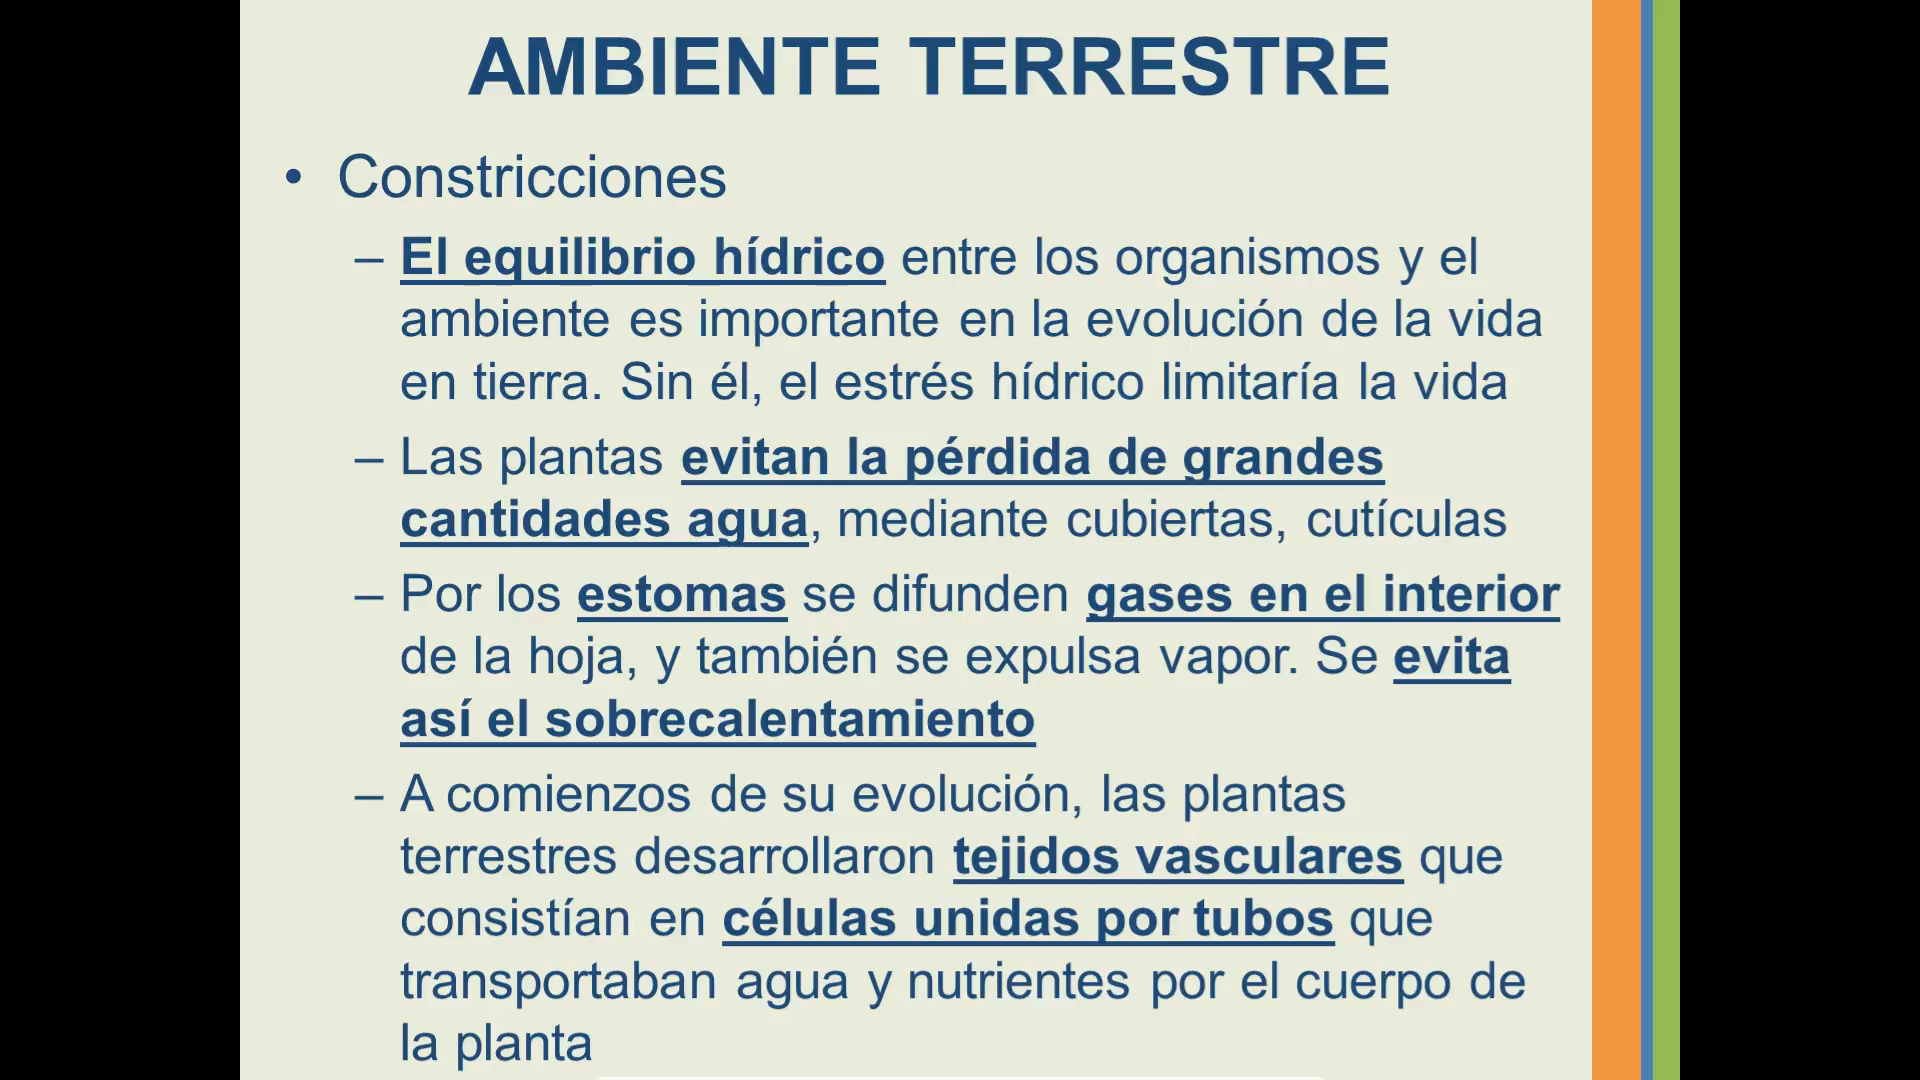 AMBIENTE TERRESTRE
• Constricciones
– El equilibrio hídrico entre los organismos y el
ambiente es importante en la evolución de la vida
en tierra. Sin él, el estrés hídrico limitaría la vida
– Las plantas evitan la pérdida de grandes
cantidades agua, mediante cubiertas, cutículas
– Por los estomas se difunden gases en el interior
de la hoja, y también se expulsa vapor. Se evita
así el sobrecalentamiento
– A comienzos de su evolución, las plantas
terrestres desarrollaron tejidos vasculares que
consistían en células unidas por tubos que
transportaban agua y nutrientes por el cuerpo de
la planta